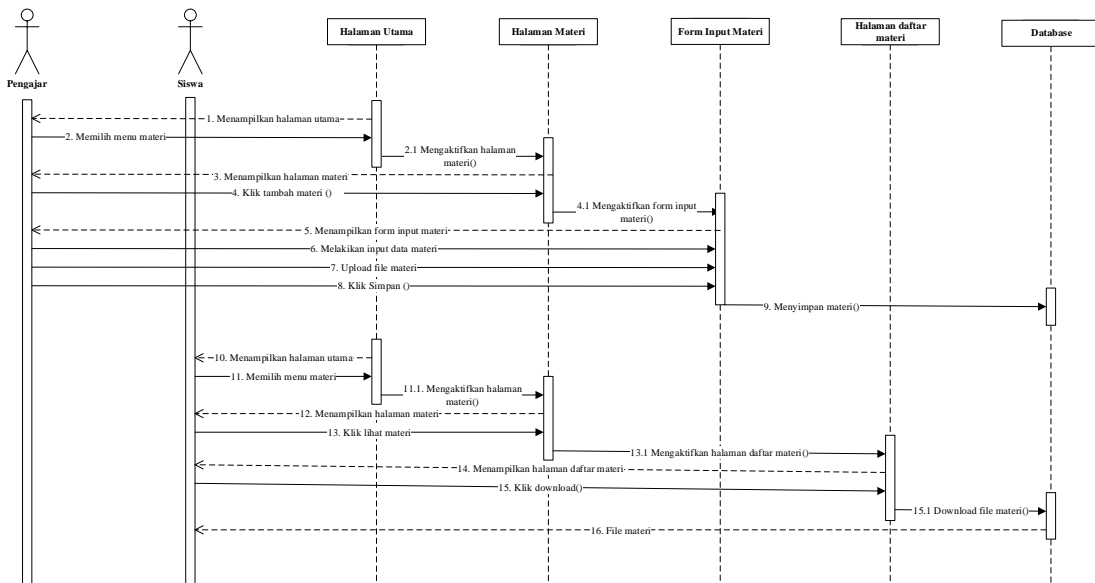 Pengajar
Siswa
Halaman Utama
Halaman Materi
Form Input Materi
Halaman daftar
materi
Database
1. Menampilkan halaman utama
2. Memilih menu materi
2.1 Mengaktifkan halaman
materi()
3. Menampilkan halaman materi
4. Klik tambah materi ()
4.1 Mengaktifkan form input
materi()
5. Menampilkan form input materi
6. Melakikan input data materi
7. Upload file materi
8. Klik Simpan ()
9. Menyimpan materi()
10. Menampilkan halaman utama
11. Memilih menu materi
11.1. Mengaktifkan halaman
materi()
12. Menampilkan halaman materi
13. Klik lihat materi
13.1 Mengaktifkan halaman daftar materi()
14. Menampilkan halaman daftar materi
15. Klik download()
15.1 Download file materi()
16. File materi